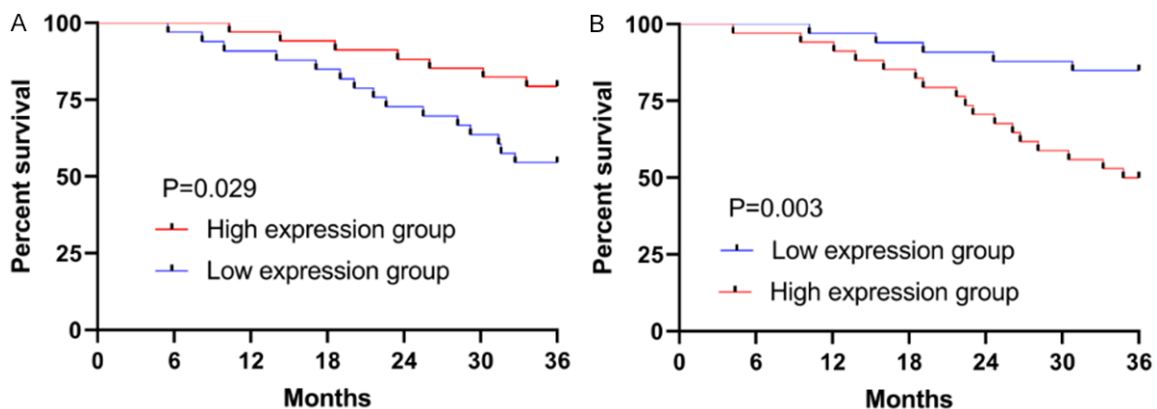 A
Percent survival
100
75
50
25
0
P=0.029
High expression group
Low expression group
0 6 12 18 24 30 36
Months
B
Percent survival
100
75
50
25
0
P=0.003
Low expression group
High expression group
0 6 12 18 24 30 36
Months